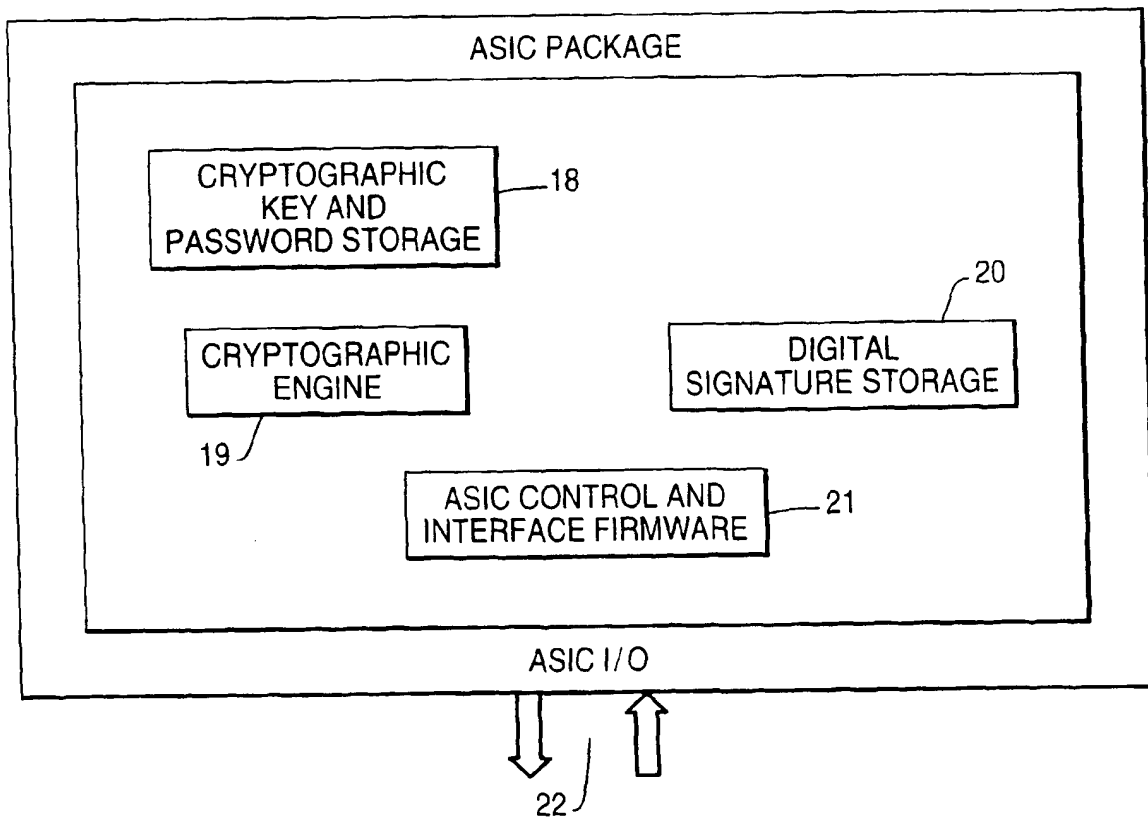 ASIC PACKAGE
CRYPTOGRAPHIC
KEY AND
PASSWORD STORAGE
18
20
CRYPTOGRAPHIC
ENGINE
DIGITAL
SIGNATURE STORAGE
19
ASIC CONTROL AND
INTERFACE FIRMWARE
21
ASIC I/O
22